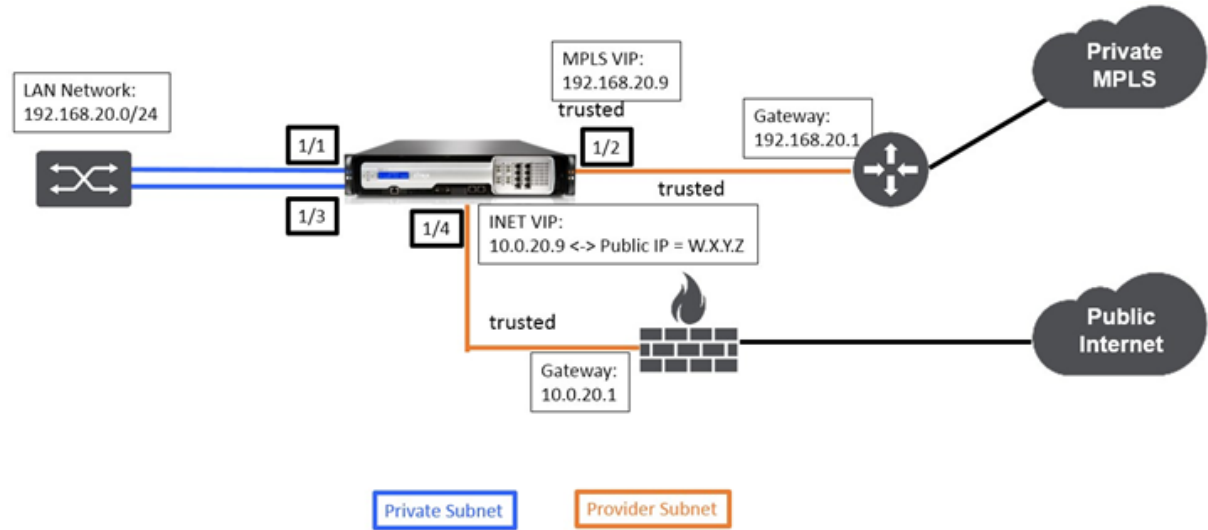 Private
MPLS
MPLS VIP:
192.168.20.9
trusted
LAN Network:
192.168.20.0/24
Gateway:
192.168.20.1
1/1
1/2
trusted
1/3
1/4
INET VIP:
10.0.20.9 <-> Public IP = W.X.Y.Z
trusted
Public
Internet
Gateway:
10.0.20.1
Private Subnet
Provider Subnet